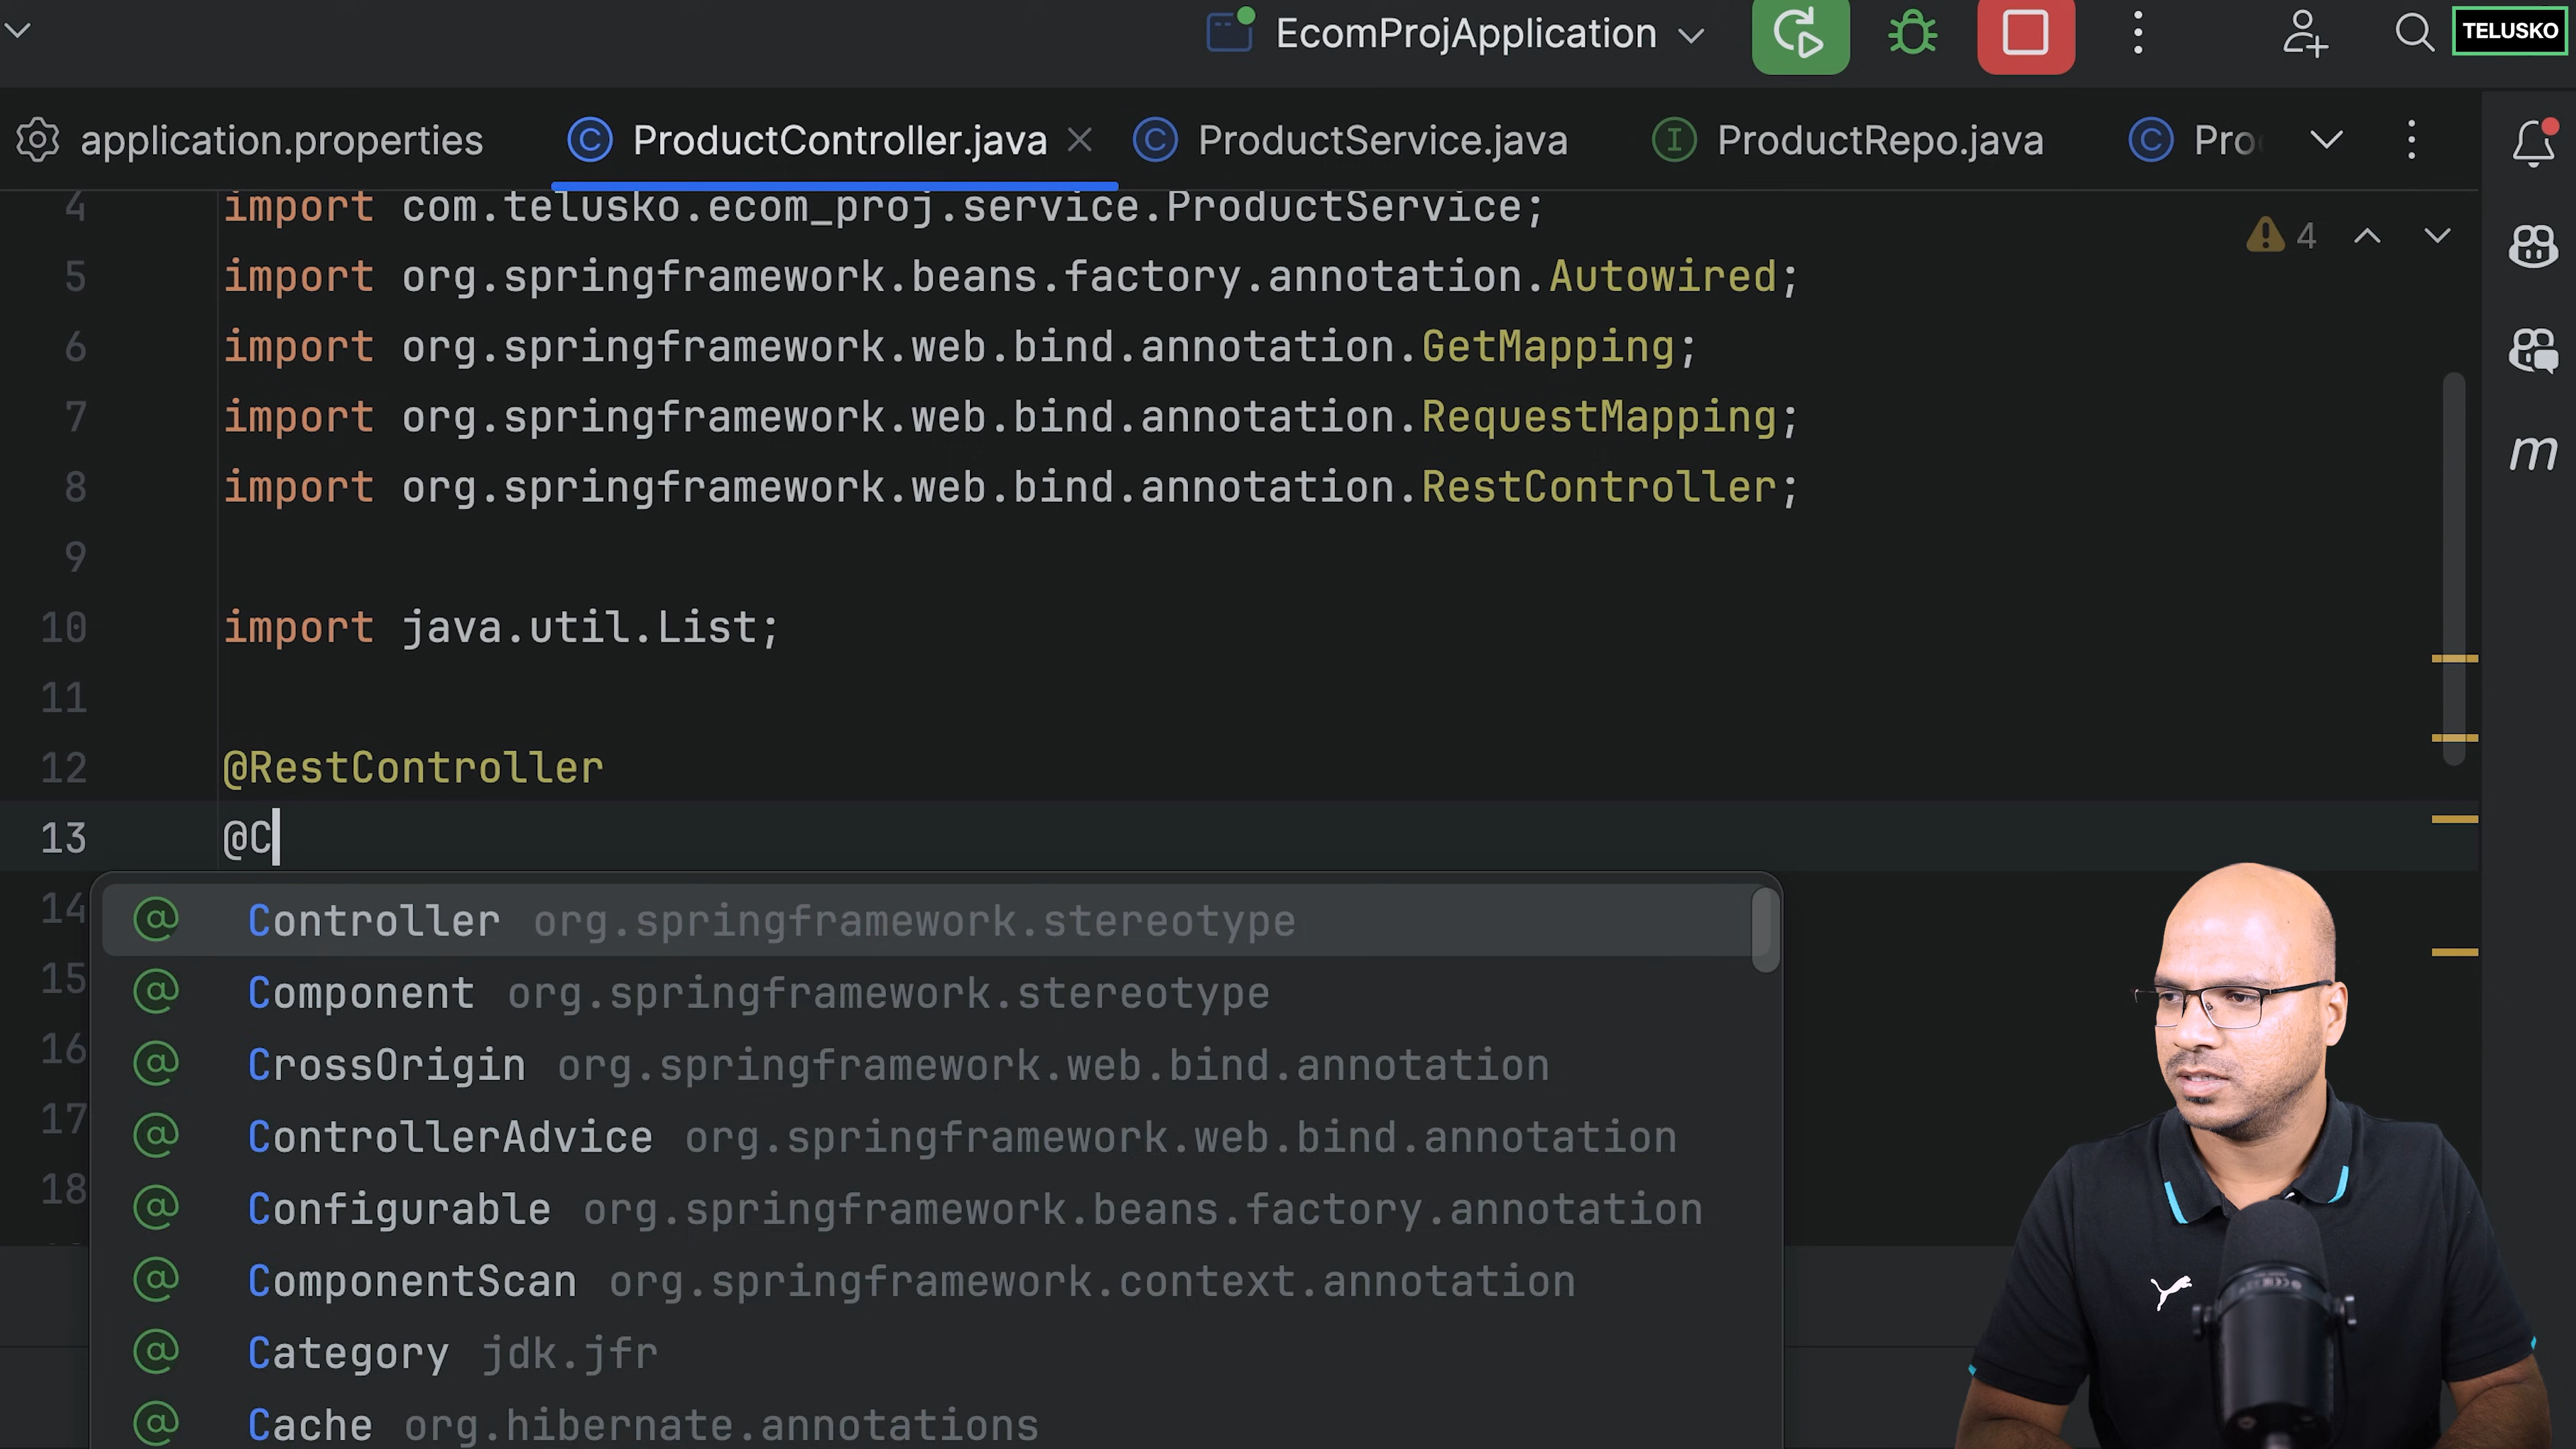 EcomProjApplication
TELUSKO
application.properties
ProductController.java
ProductService.java
ProductRepo.java
4 import com.telusko.ecom_proj.service.ProductService;
4
5 import org.springframework.beans.factory.annotation.Autowired;
6 import org.springframework.web.bind.annotation.GetMapping;
7 import org.springframework.web.bind.annotation.RequestMapping;
8 import org.springframework.web.bind.annotation.RestController;
9
10 import java.util.List;
11
12 @RestController
13 @C
14
@ Controller org.springframework.stereotype
15
@ Component org.springframework.stereotype
16
@ CrossOrigin org.springframework.web.bind.annotation
17
@ ControllerAdvice org.springframework.web.bind.annotation
18
@ Configurable org.springframework.beans.factory.annotation
@ ComponentScan org.springframework.context.annotation
@ Category jdk.jfr
@ Cache org.hibernate.annotations
m